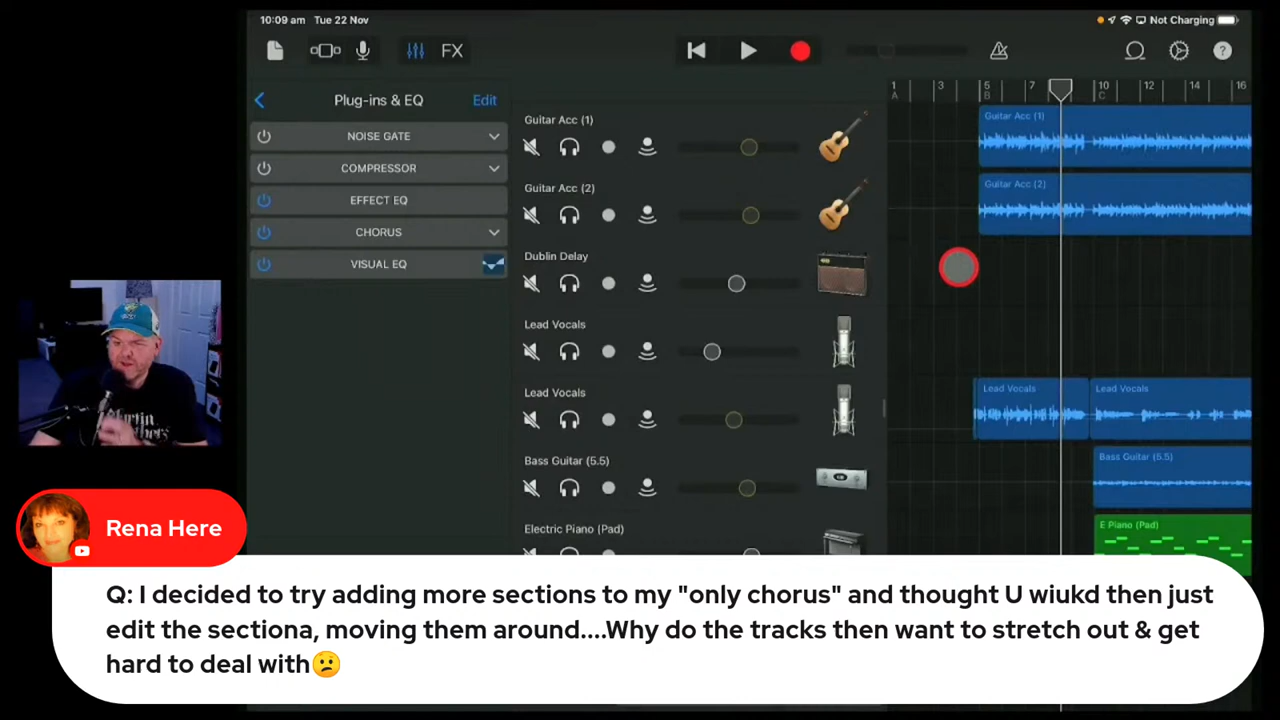 10:09 am Tue 22 Nov
Not Charging
FX
Plug-ins & EQ
Edit
NOISE GATE
COMPRESSOR
EFFECT EQ
CHORUS
VISUAL EQ
Guitar Acc (1)
Guitar Acc (2)
Dublin Delay
Lead Vocals
Lead Vocals
Bass Guitar (5.5)
Electric Piano (Pad)
1 3 5 7 10 12 14 16
A B C
Guitar Acc (1)
Guitar Acc (2)
Lead Vocals
Lead Vocals
Bass Guitar (5.5)
E Piano (Pad)
Rena Here
Q: I decided to try adding more sections to my "only chorus" and thought U wiukd then just
edit the sectiona, moving them around....Why do the tracks then want to stretch out & get
hard to deal with😕